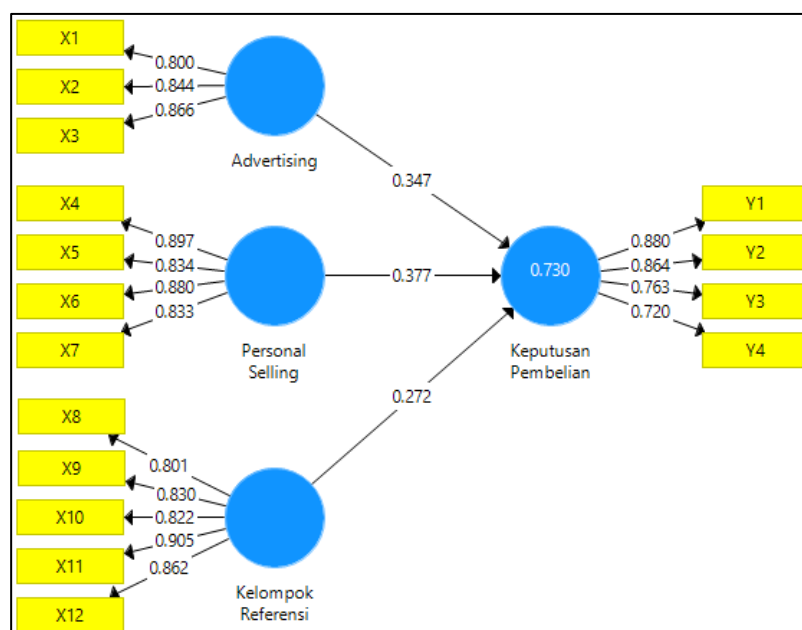 X1
X2
X3
0.800
0.844
0.866
Advertising
0.347
X4
X5
X6
X7
0.897
0.834
0.880
0.833
Personal
Selling
0.377
0.730
Keputusan
Pembelian
0.880
0.864
0.763
0.720
Y1
Y2
Y3
Y4
X8
X9
X10
X11
X12
0.801
0.830
0.822
0.905
0.862
Kelompok
Referensi
0.272